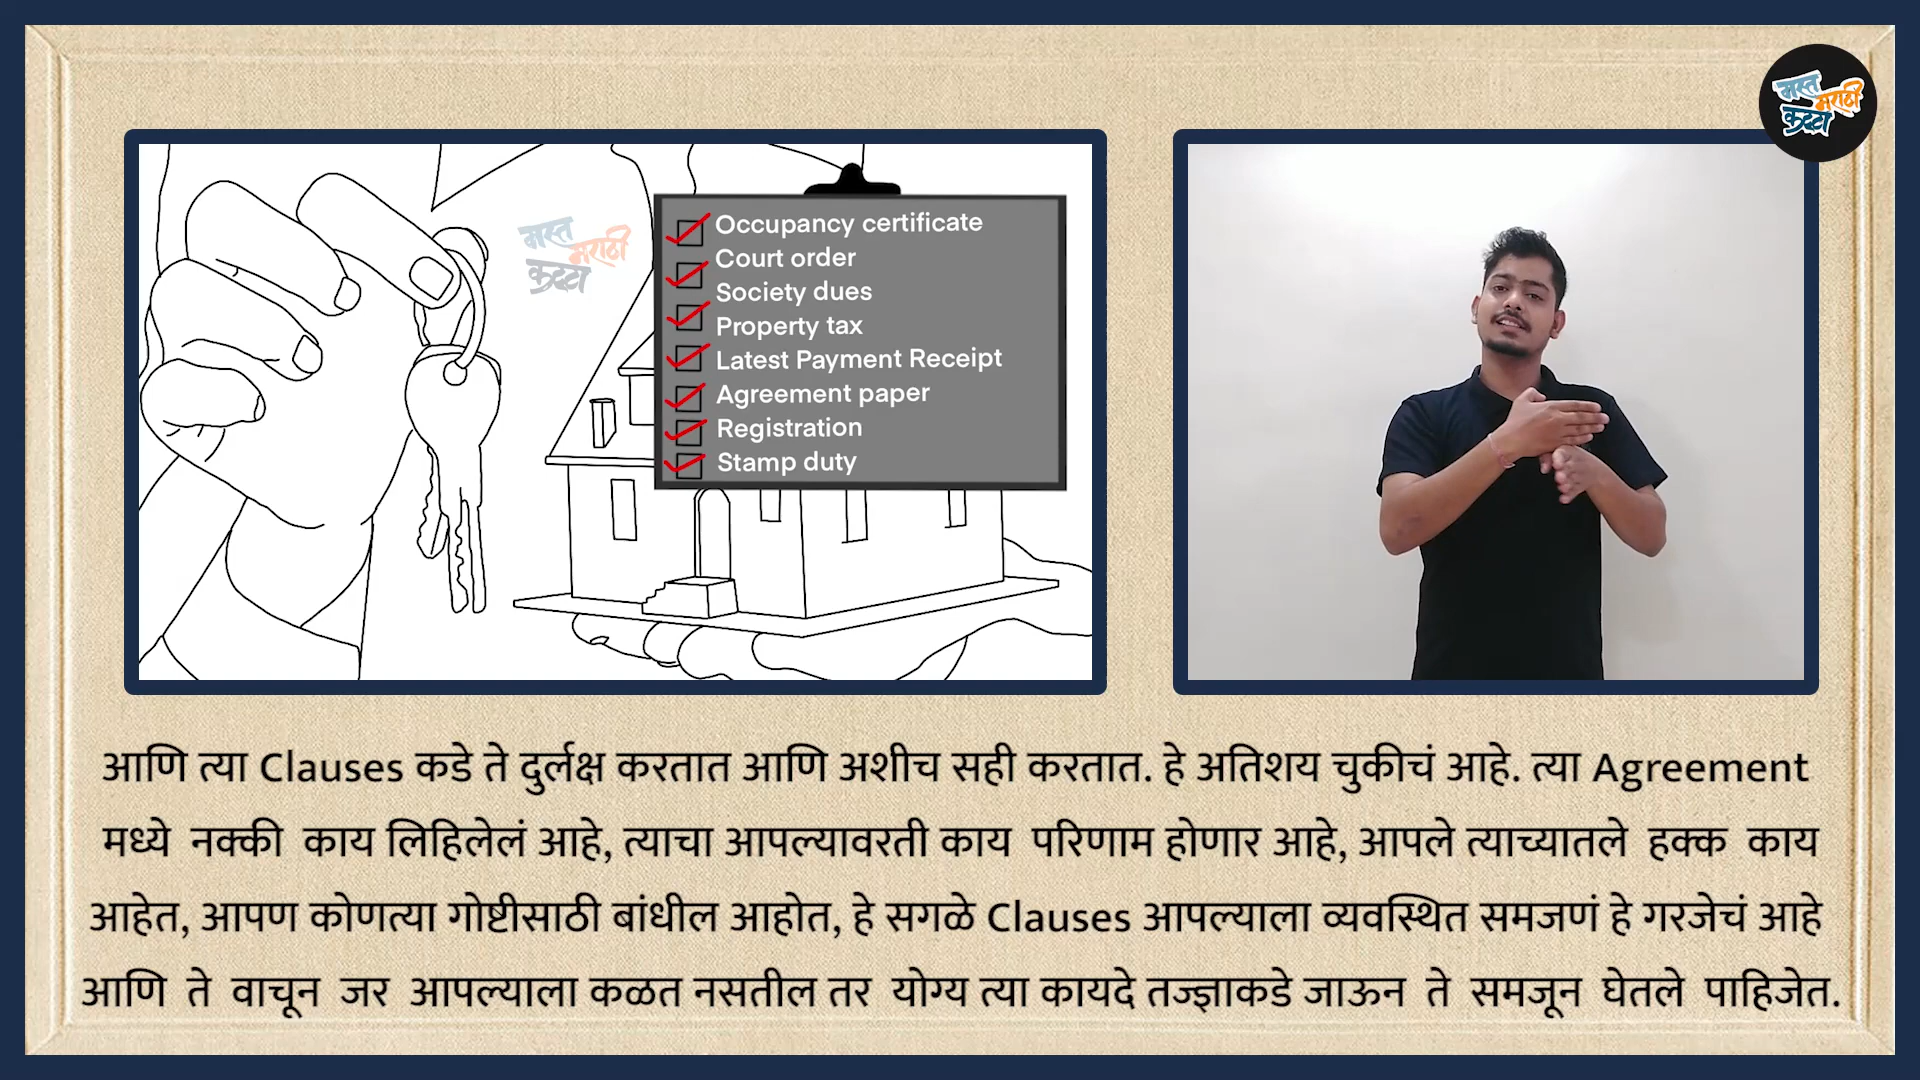 मस्त
मराठी
कट्टा
मस्त
मराठी
कट्टा
Occupancy certificate
Court order
Society dues
Property tax
Latest Payment Receipt
Agreement paper
Registration
Stamp duty
आणि त्या Clauses कडे ते दुर्लक्ष करतात आणि अशीच सही करतात. हे अतिशय चुकीचं आहे. त्या Agreement
मध्ये नक्की काय लिहिलेलं आहे, त्याचा आपल्यावरती काय परिणाम होणार आहे, आपले त्याच्यातले हक्क काय
आहेत, आपण कोणत्या गोष्टीसाठी बांधील आहोत, हे सगळे Clauses आपल्याला व्यवस्थित समजणं हे गरजेचं आहे
आणि ते वाचून जर आपल्याला कळत नसतील तर योग्य त्या कायदे तज्ज्ञाकडे जाऊन ते समजून घेतले पाहिजेत.